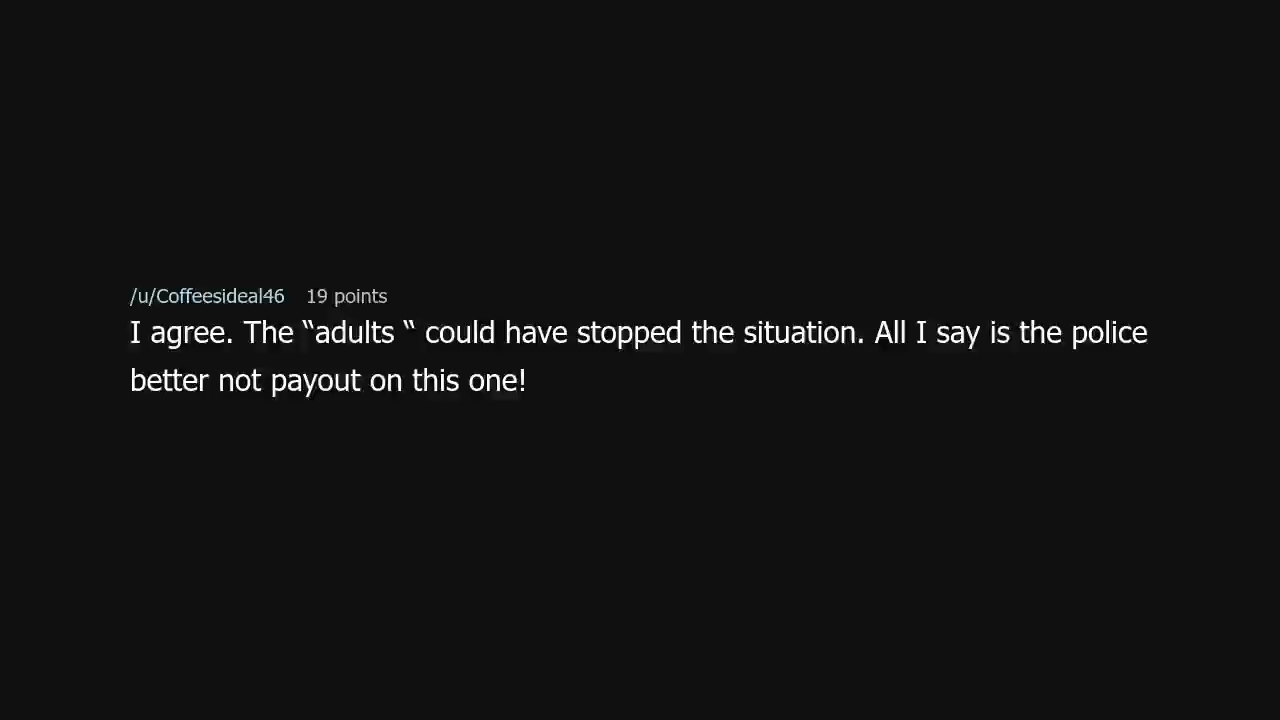 /u/Coffeesideal46 19 points
I agree. The “adults “ could have stopped the situation. All I say is the police
better not payout on this one!